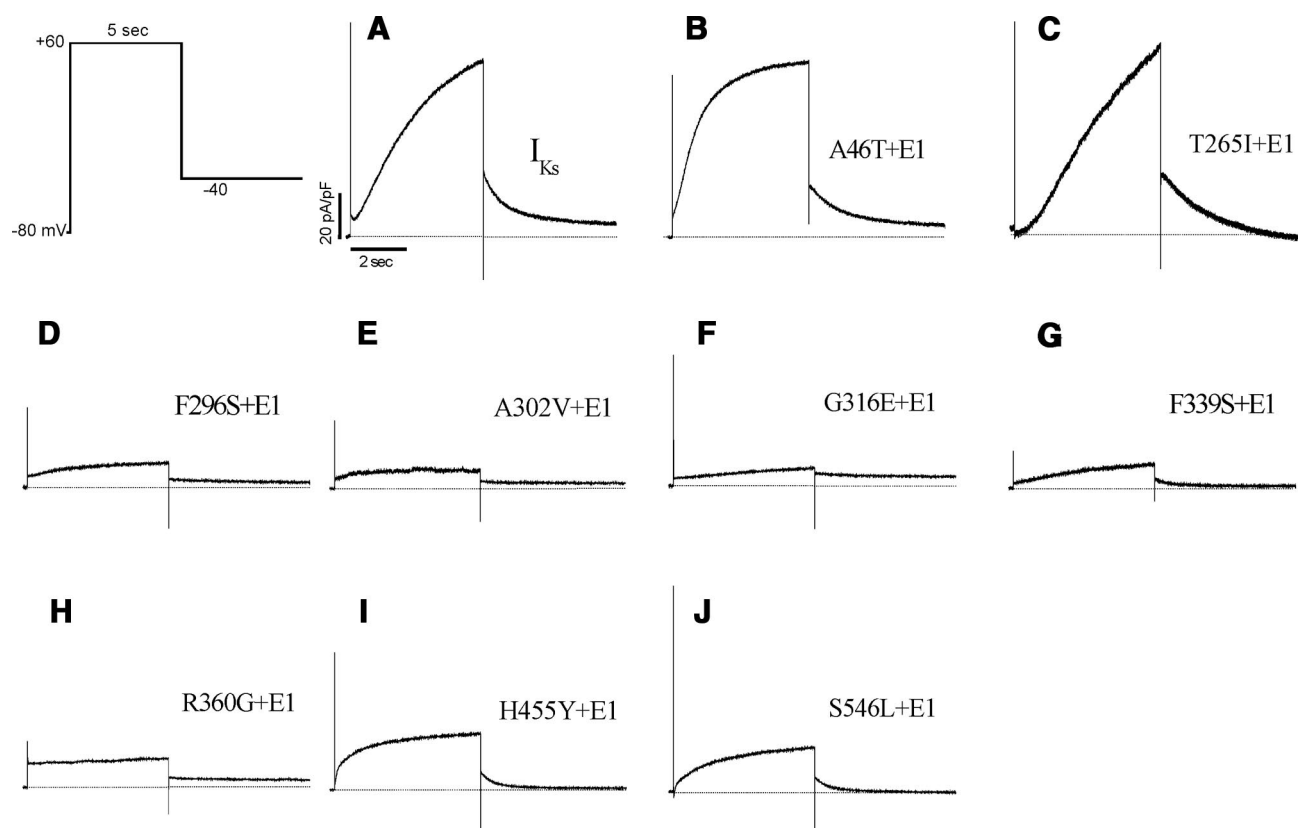 A
B
C
+60
5 sec
-40
-80 mV
20 pA/pF
2 sec
I_Ks
A46T+E1
T265I+E1
D
E
F
G
F296S+E1
A302V+E1
G316E+E1
F339S+E1
H
I
J
R360G+E1
H455Y+E1
S546L+E1